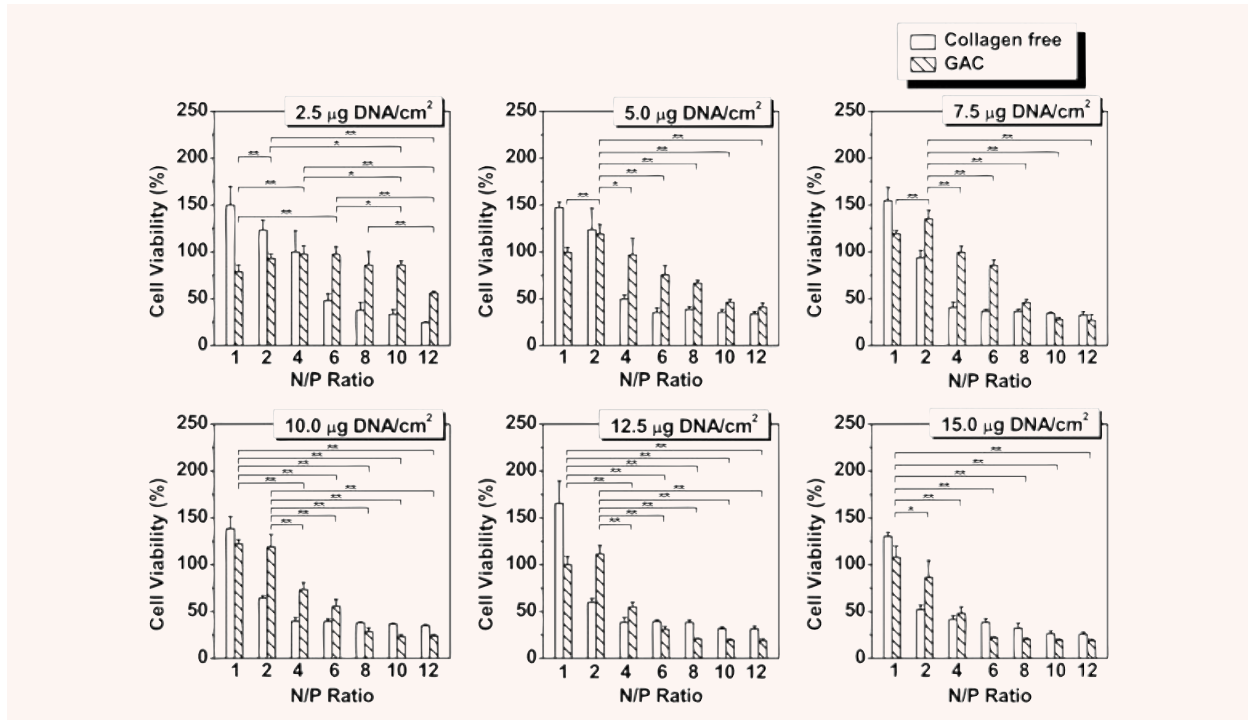 Collagen free
GAC
2.5 μg DNA/cm²
250
200
150
100
50
0
Cell Viability (%)
** ** * ** ** * ** ** * **
1 2 4 6 8 10 12
N/P Ratio
5.0 μg DNA/cm²
250
200
150
100
50
0
Cell Viability (%)
** ** ** ** ** *
1 2 4 6 8 10 12
N/P Ratio
7.5 μg DNA/cm²
250
200
150
100
50
0
Cell Viability (%)
** ** ** ** ** **
1 2 4 6 8 10 12
N/P Ratio
10.0 μg DNA/cm²
250
200
150
100
50
0
Cell Viability (%)
** ** ** ** ** ** ** ** ** **
1 2 4 6 8 10 12
N/P Ratio
12.5 μg DNA/cm²
250
200
150
100
50
0
Cell Viability (%)
** ** ** ** ** ** ** ** ** **
1 2 4 6 8 10 12
N/P Ratio
15.0 μg DNA/cm²
250
200
150
100
50
0
Cell Viability (%)
** ** ** ** ** *
1 2 4 6 8 10 12
N/P Ratio